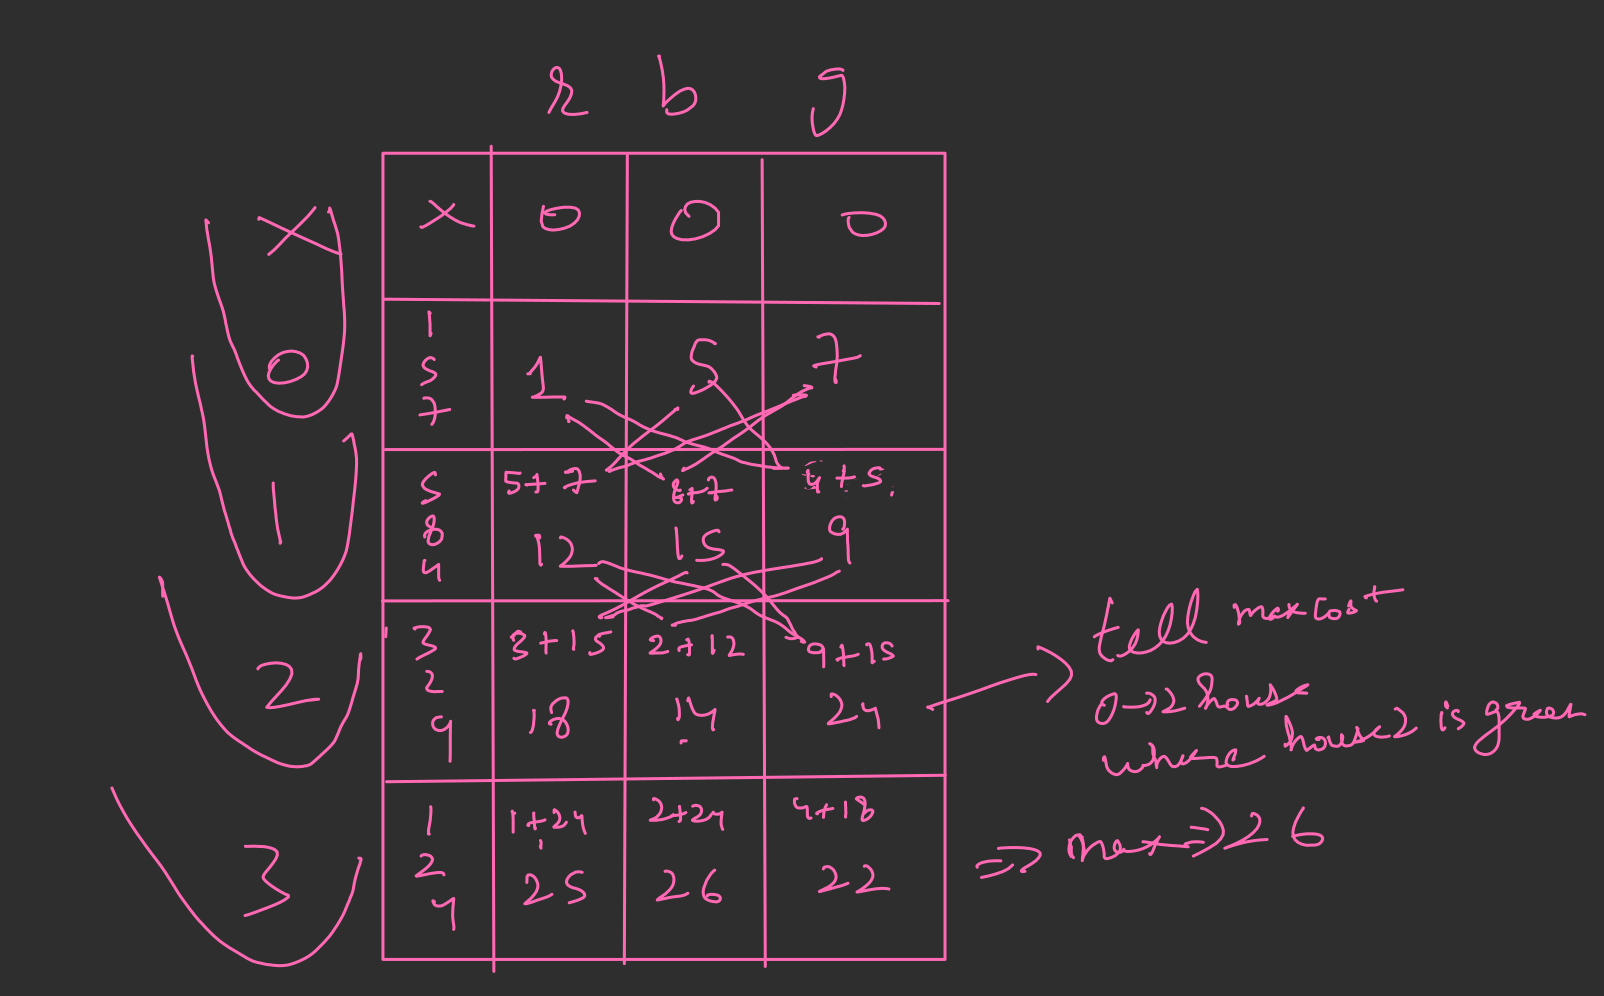 r b g
X x 0 0 0
0 1 5 7 1 5 7
1 5 8 4 5+7 8+7 4+5.
12 15 9
2 3 2 9 3+15 2+12 9+15
18 14 24
tell max cost
0→2 house
where house2 is green
3 1 2 4 1+24 2+24 4+18
25 26 22
⇒ max ⇒ 26